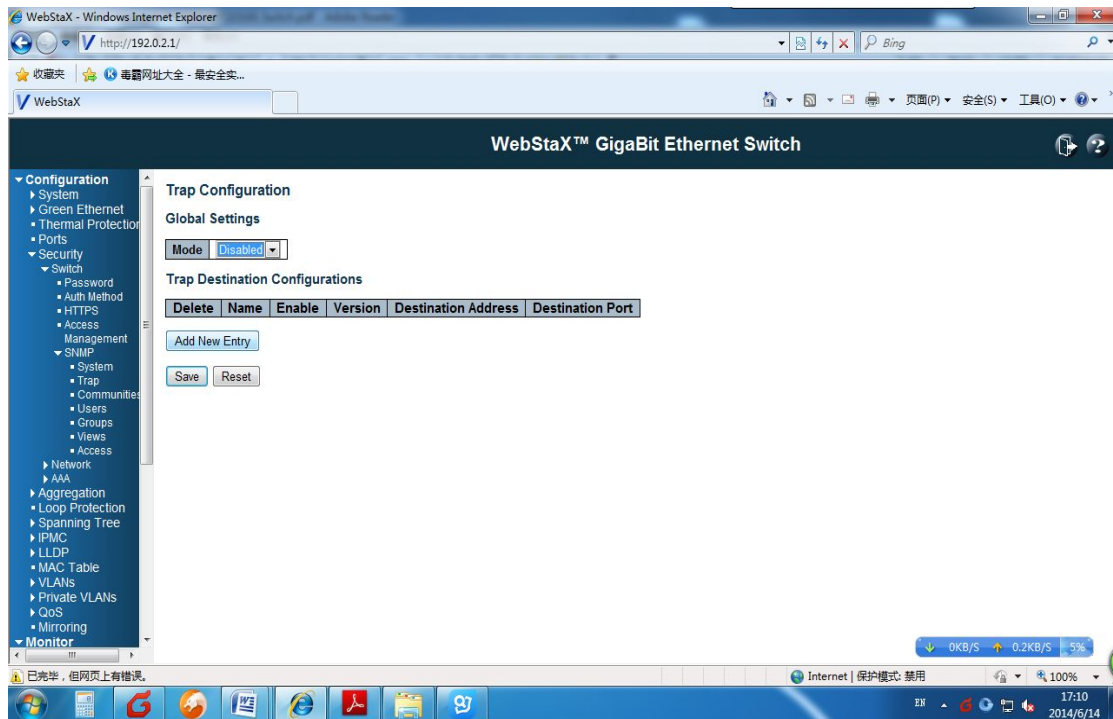 WebStaX - Windows Internet Explorer
http://192.0.2.1/
Bing
收藏夹
毒霸网址大全 - 最安全实...
WebStaX
页面(P)
安全(S)
工具(O)
WebStaX™ GigaBit Ethernet Switch
Configuration
System
Green Ethernet
Thermal Protection
Ports
Security
Switch
Password
Auth Method
HTTPS
Access
Management
SNMP
System
Trap
Communities
Users
Groups
Views
Access
Network
AAA
Aggregation
Loop Protection
Spanning Tree
IPMC
LLDP
MAC Table
VLANs
Private VLANs
QoS
Mirroring
Monitor
Trap Configuration
Global Settings
Mode Disabled
Trap Destination Configurations
Delete Name Enable Version Destination Address Destination Port
Add New Entry
Save Reset
0KB/S 0.2KB/S 5%
已完毕，但网页上有错误。
Internet | 保护模式: 禁用
100%
EN
17:10
2014/6/14